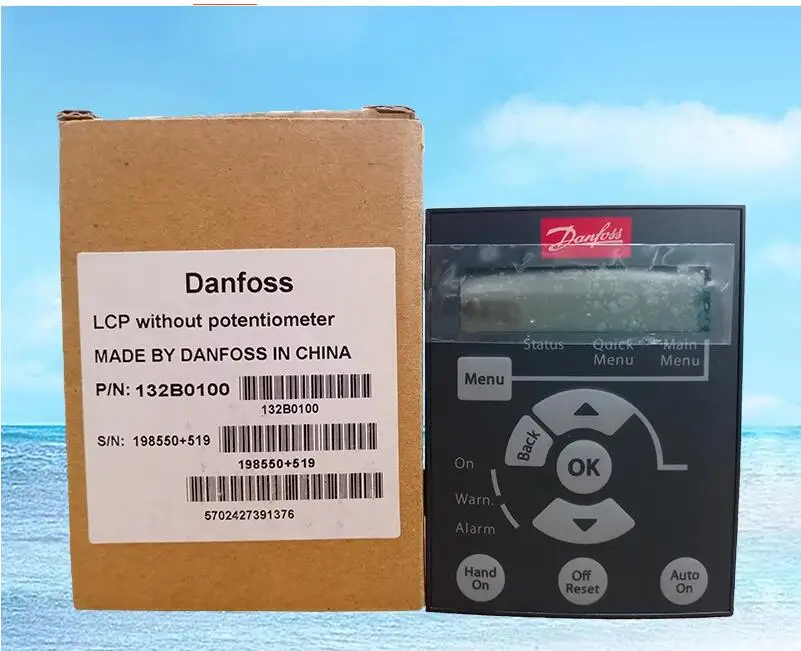 Danfoss
LCP without potentiometer
MADE BY DANFOSS IN CHINA
P/N: 132B0100
132B0100
S/N: 198550+519
198550+519
5702427391376
Danfoss
Status Quick Menu Main Menu
Menu
Back
OK
On
Warn.
Alarm
Hand On
Off Reset
Auto On